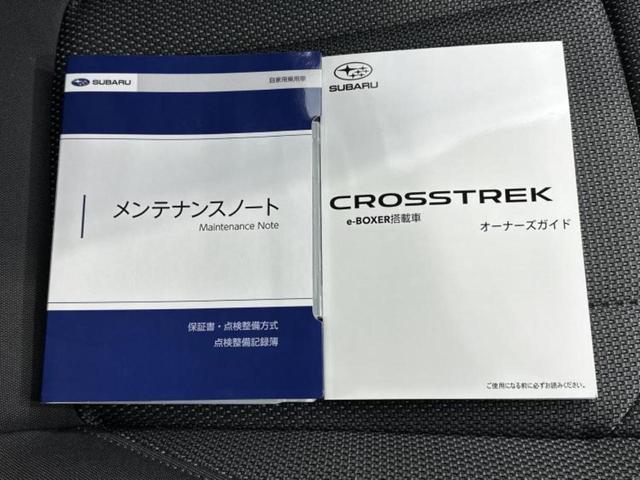 SUBARU
自家用乗用車
メンテナンスノート
Maintenance Note
保証書・点検整備方式
点検整備記録簿
SUBARU
CROSSTREK
e-BOXER搭載車
オーナーズガイド
ご使用になる前に必ずお読みください。